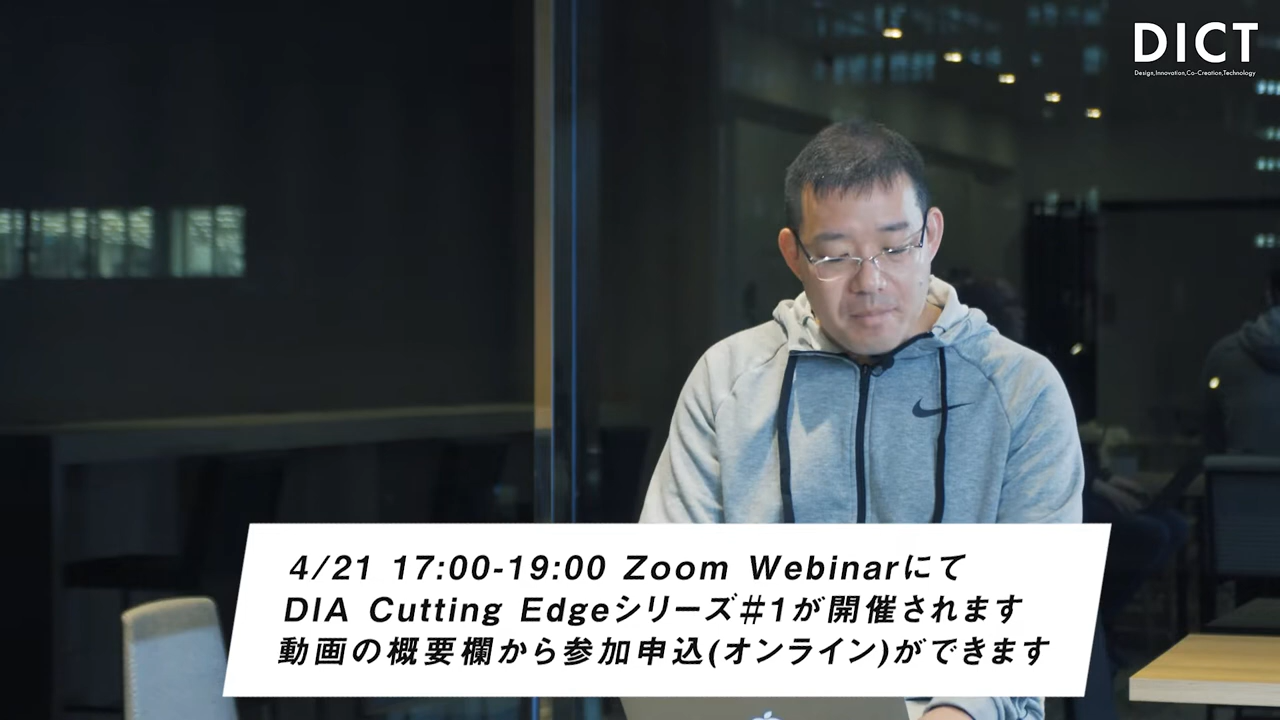 DICT
Design,Innovation,Co-Creation,Technology
4/21 17:00-19:00 Zoom Webinarにて
DIA Cutting Edgeシリーズ#1が開催されます
動画の概要欄から参加申込(オンライン)ができます